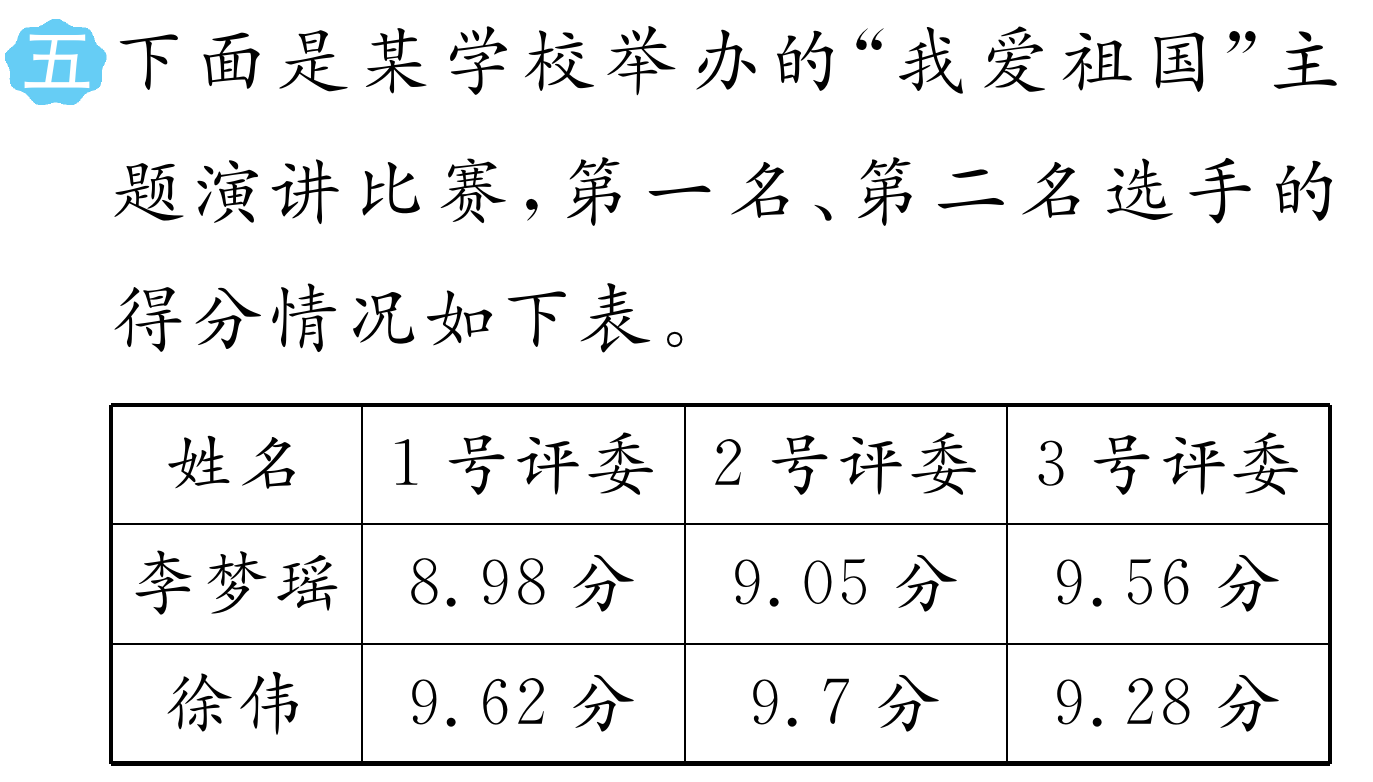 五 下面是某学校举办的“我爱祖国”主
题演讲比赛,第一名、第二名选手的
得分情况如下表。
姓名 1号评委 2号评委 3号评委
李梦瑶 8.98分 9.05分 9.56分
徐伟 9.62分 9.7分 9.28分